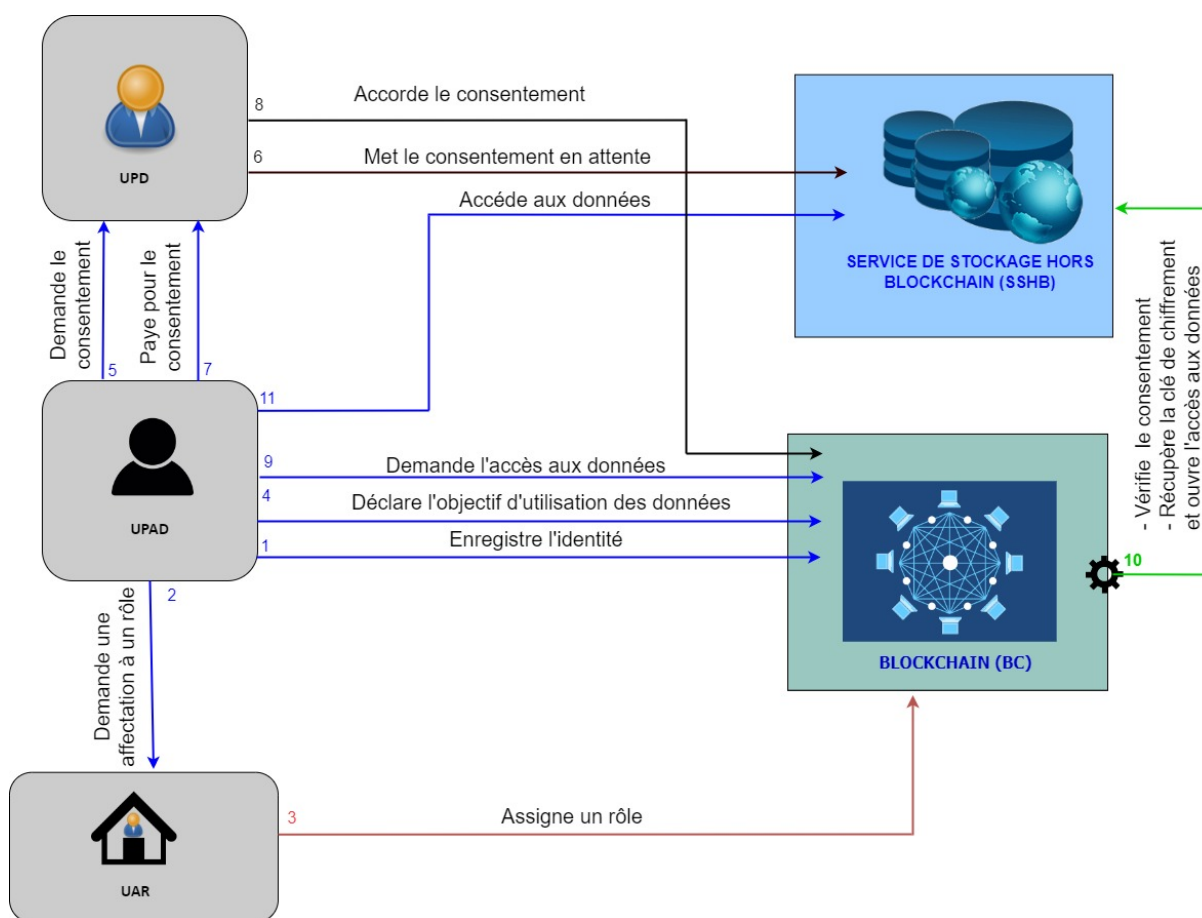 8
Accorde le consentement
6
Met le consentement en attente
UPD
Accéde aux données
SERVICE DE STOCKAGE HORS
BLOCKCHAIN (SSHB)
Demande le
consentement
5
Paye pour le
consentement
7
11
- Vérifie le consentement
- Récupère la clé de chiffrement
et ouvre l'accès aux données
9
Demande l'accès aux données
4
Déclare l'objectif d'utilisation des données
1
Enregistre l'identité
UPAD
10
2
BLOCKCHAIN (BC)
Demande une
affectation à un rôle
3
Assigne un rôle
UAR